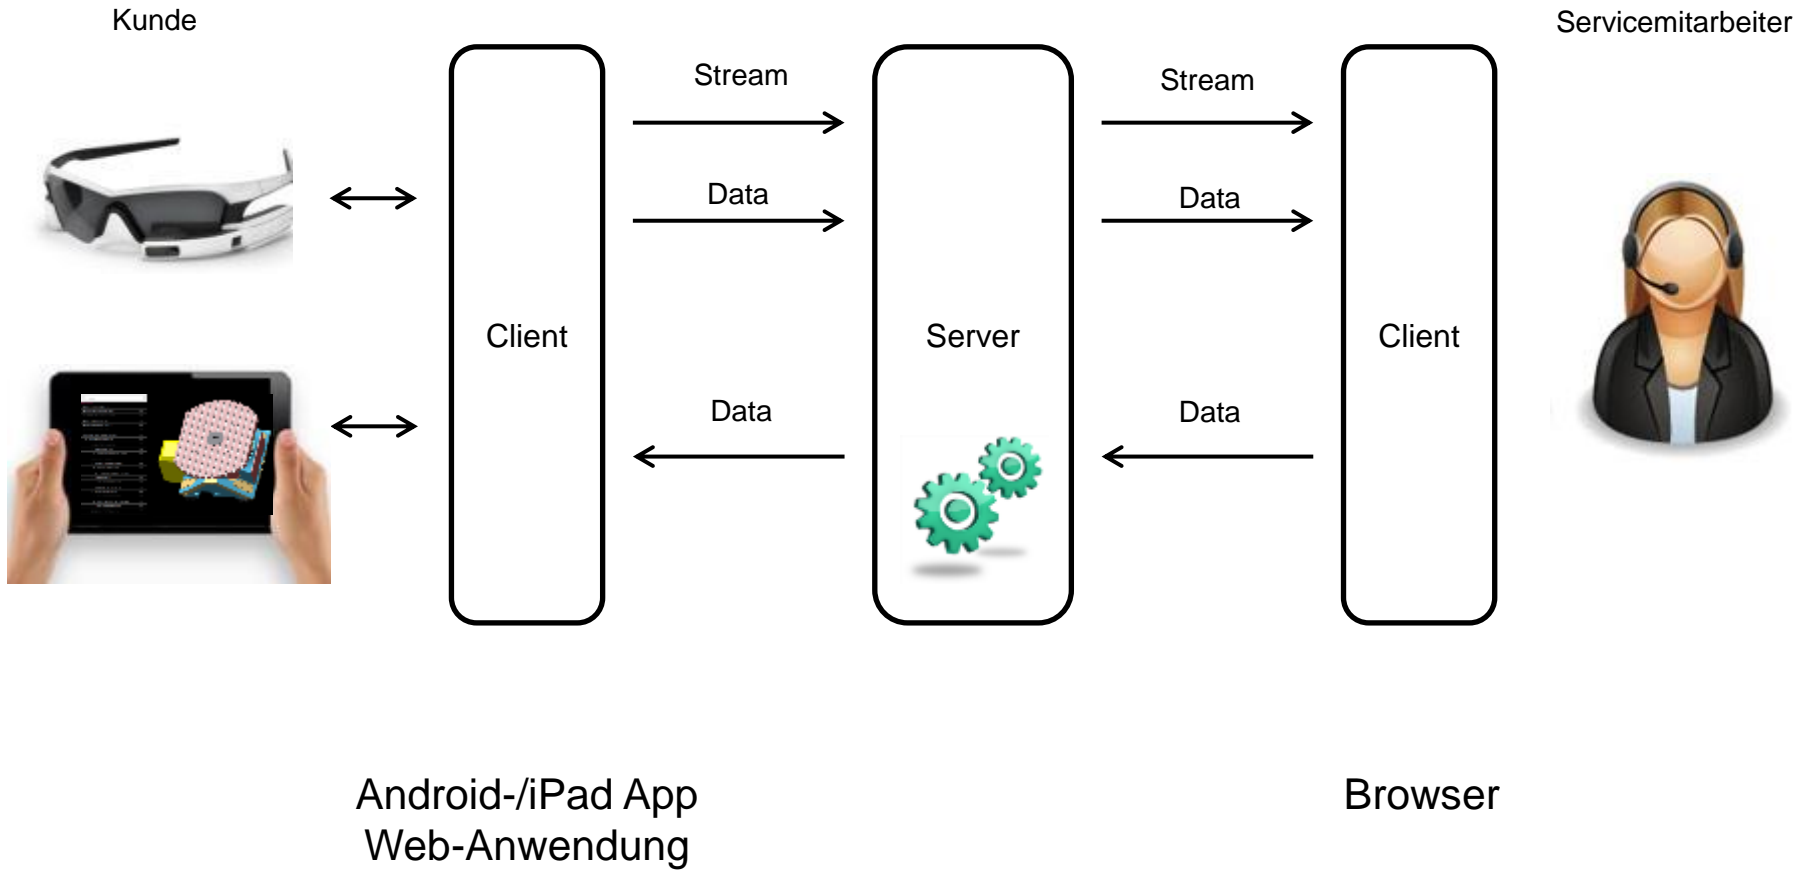 Kunde
Servicemitarbeiter
Stream
Stream
Data
Data
Client
Server
Client
Data
Data
Android-/iPad App
Web-Anwendung
Browser